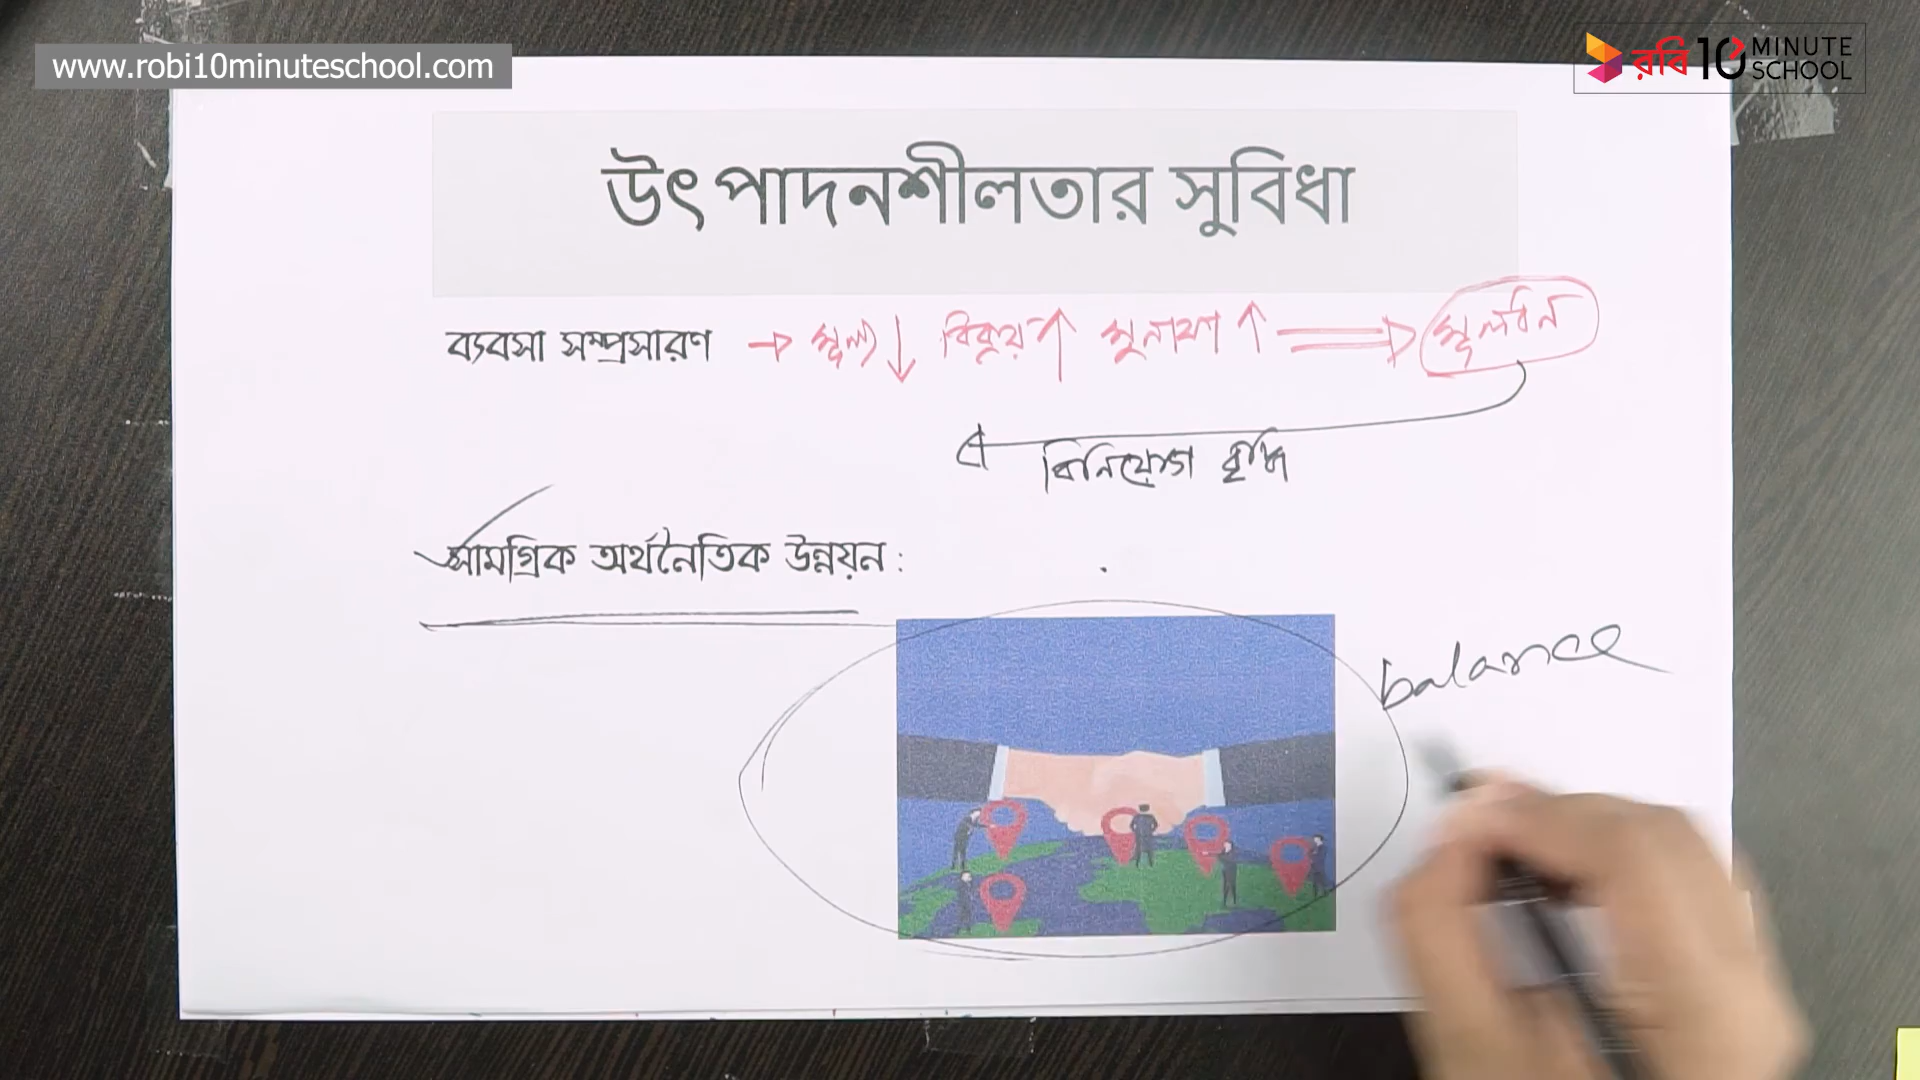 www.robi10minuteschool.com
রবি 10 MINUTE SCHOOL
উৎপাদনশীলতার সুবিধা
ব্যবসা সম্প্রসারণ → মূল্য ↓ বিক্রয় ↑ মুনাফা ↑ ⇒ মূলধন
বিনিয়োগ বৃদ্ধি
সামগ্রিক অর্থনৈতিক উন্নয়ন :
balance